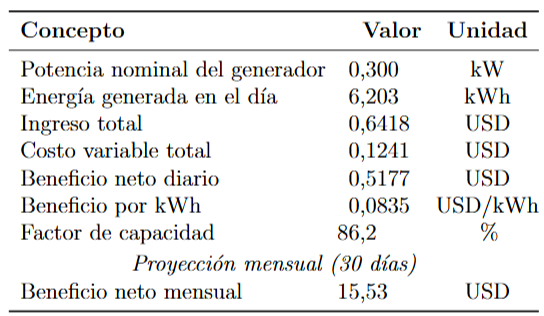 Concepto Valor Unidad
Potencia nominal del generador 0,300 kW
Energía generada en el día 6,203 kWh
Ingreso total 0,6418 USD
Costo variable total 0,1241 USD
Beneficio neto diario 0,5177 USD
Beneficio por kWh 0,0835 USD/kWh
Factor de capacidad 86,2 %
Proyección mensual (30 días)
Beneficio neto mensual 15,53 USD